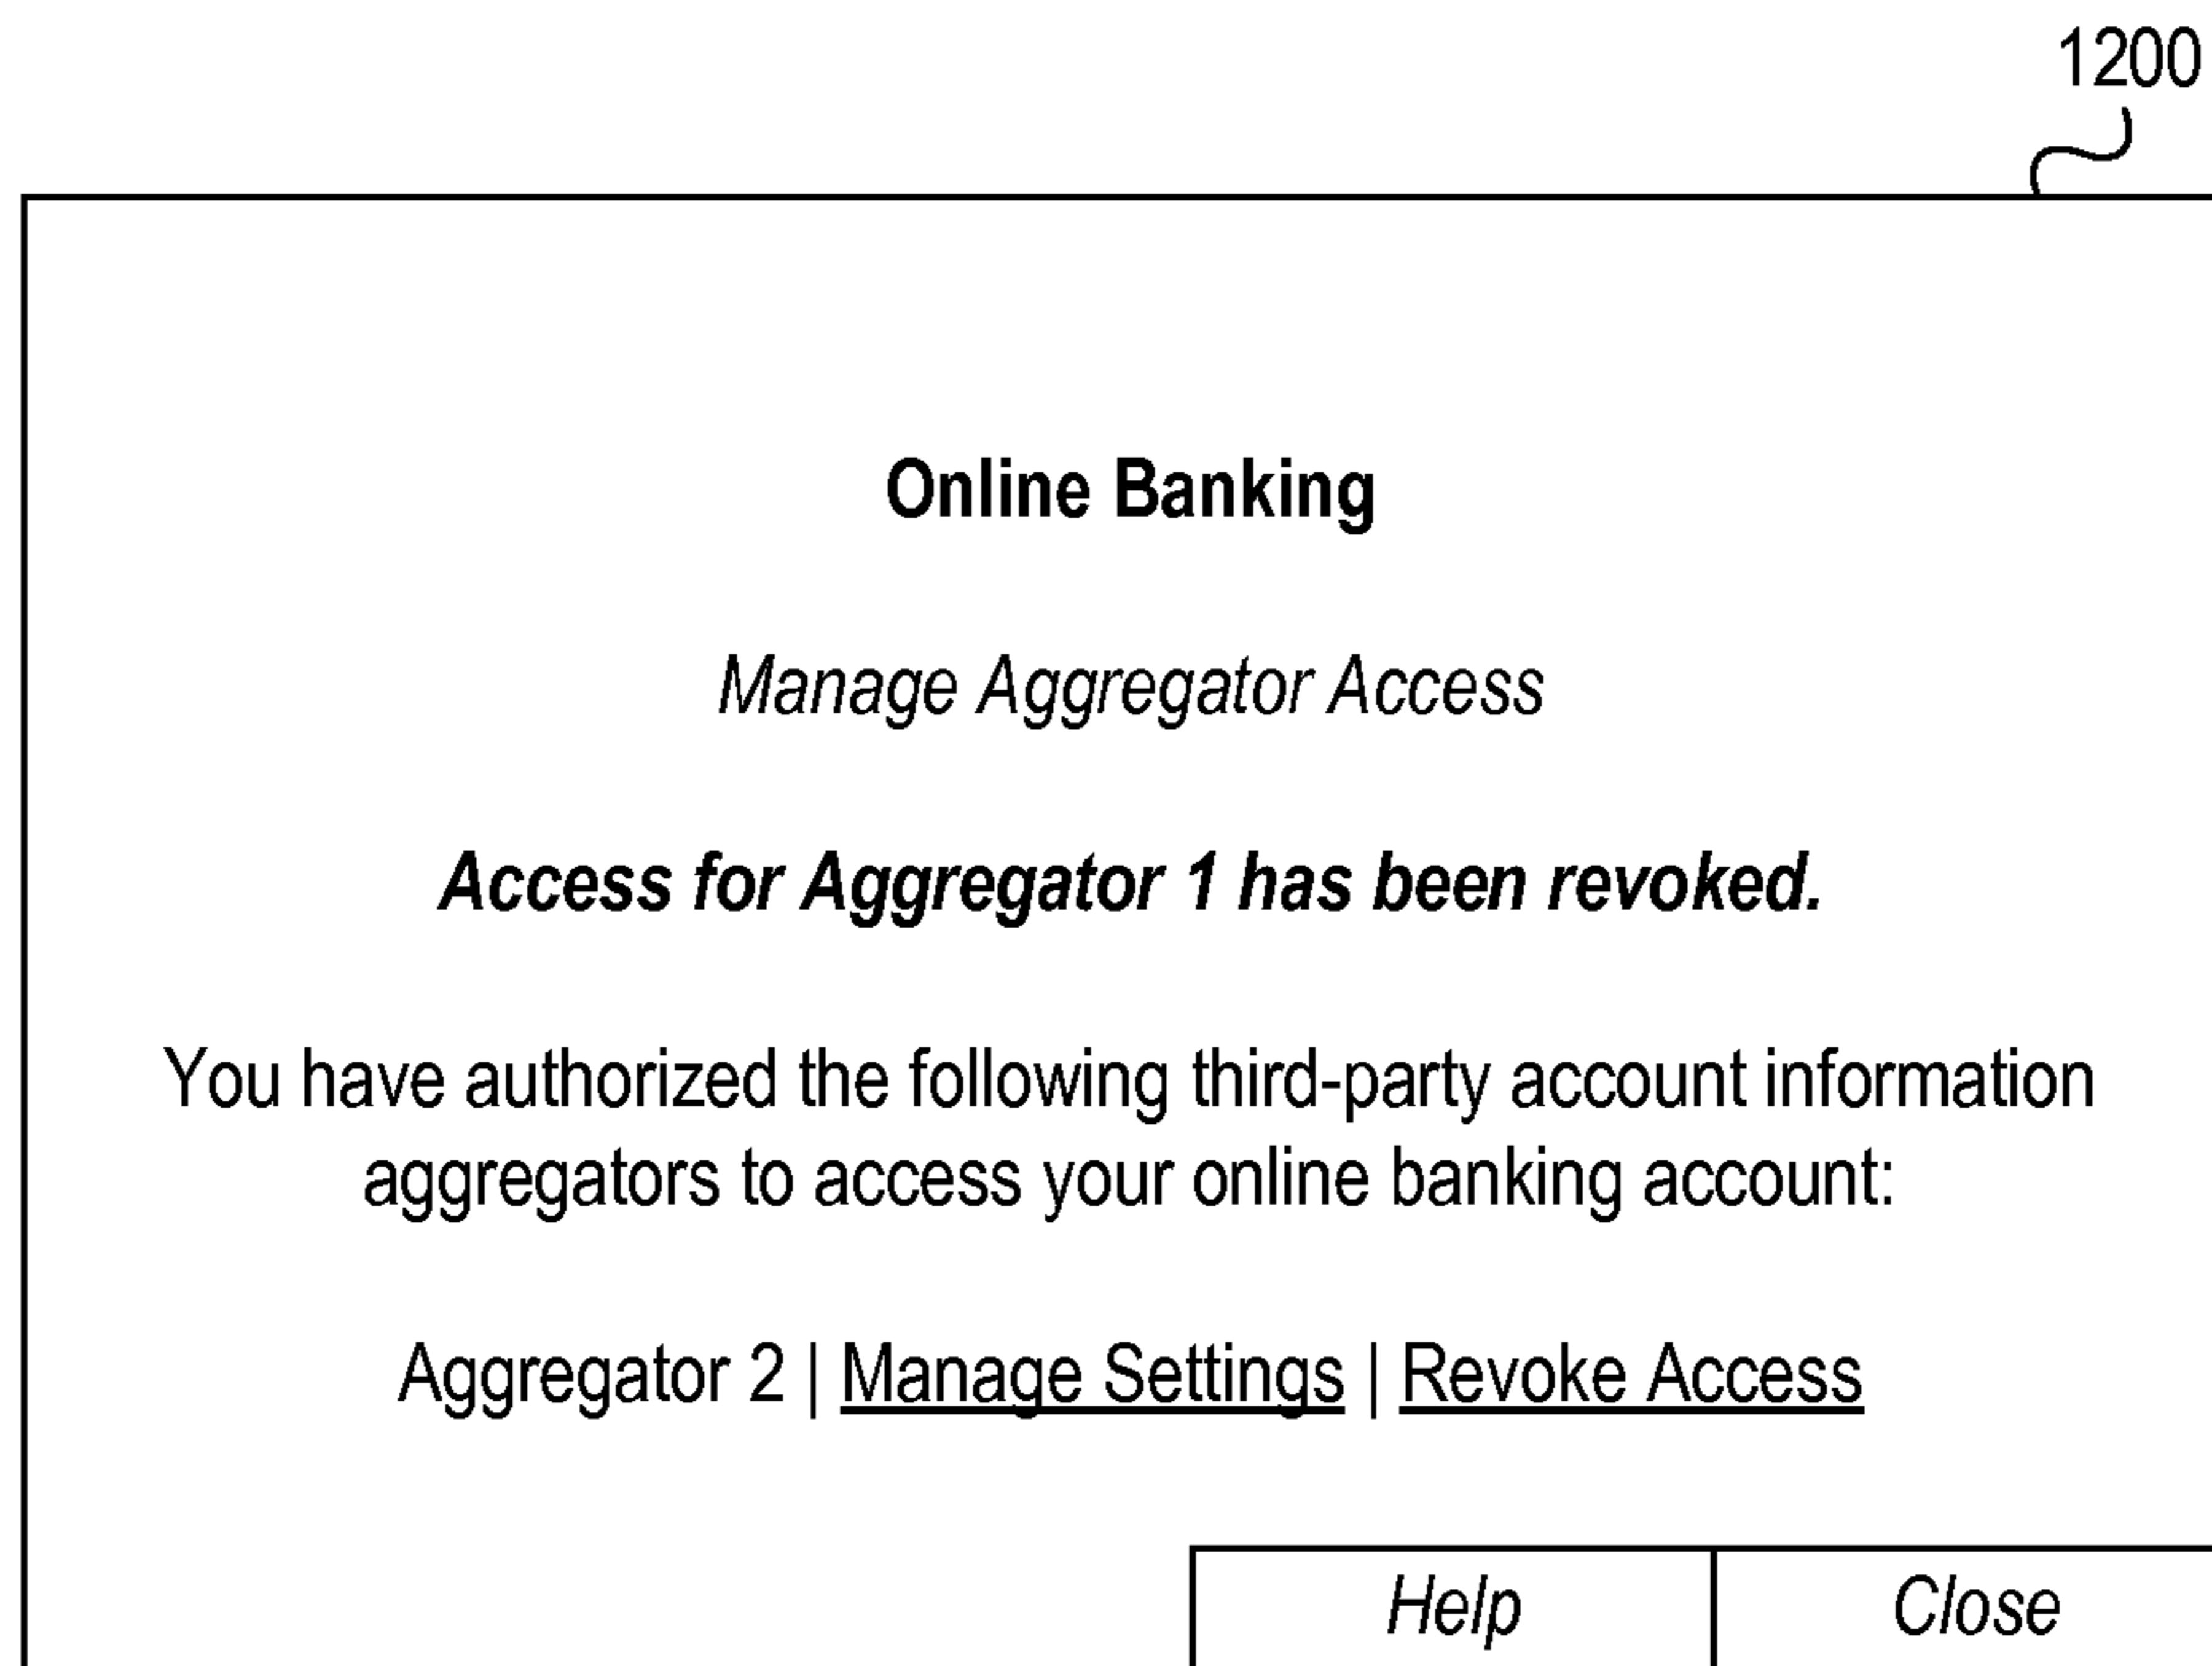 1200
Online Banking
Manage Aggregator Access
Access for Aggregator 1 has been revoked.
You have authorized the following third-party account information
aggregators to access your online banking account:
Aggregator 2 | Manage Settings | Revoke Access
Help Close